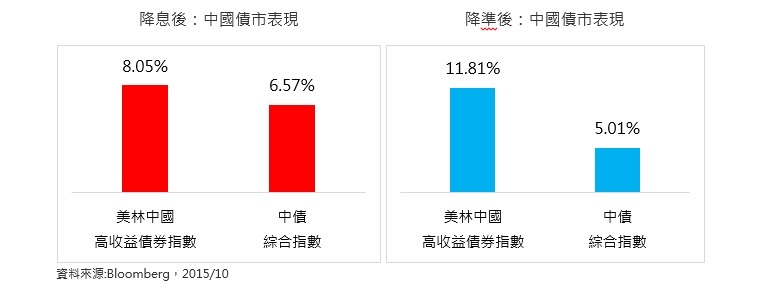 降息後：中國債市表現
8.05%
6.57%
美林中國
高收益債券指數
中債
綜合指數
降準後：中國債市表現
11.81%
5.01%
美林中國
高收益債券指數
中債
綜合指數
資料來源:Bloomberg，2015/10